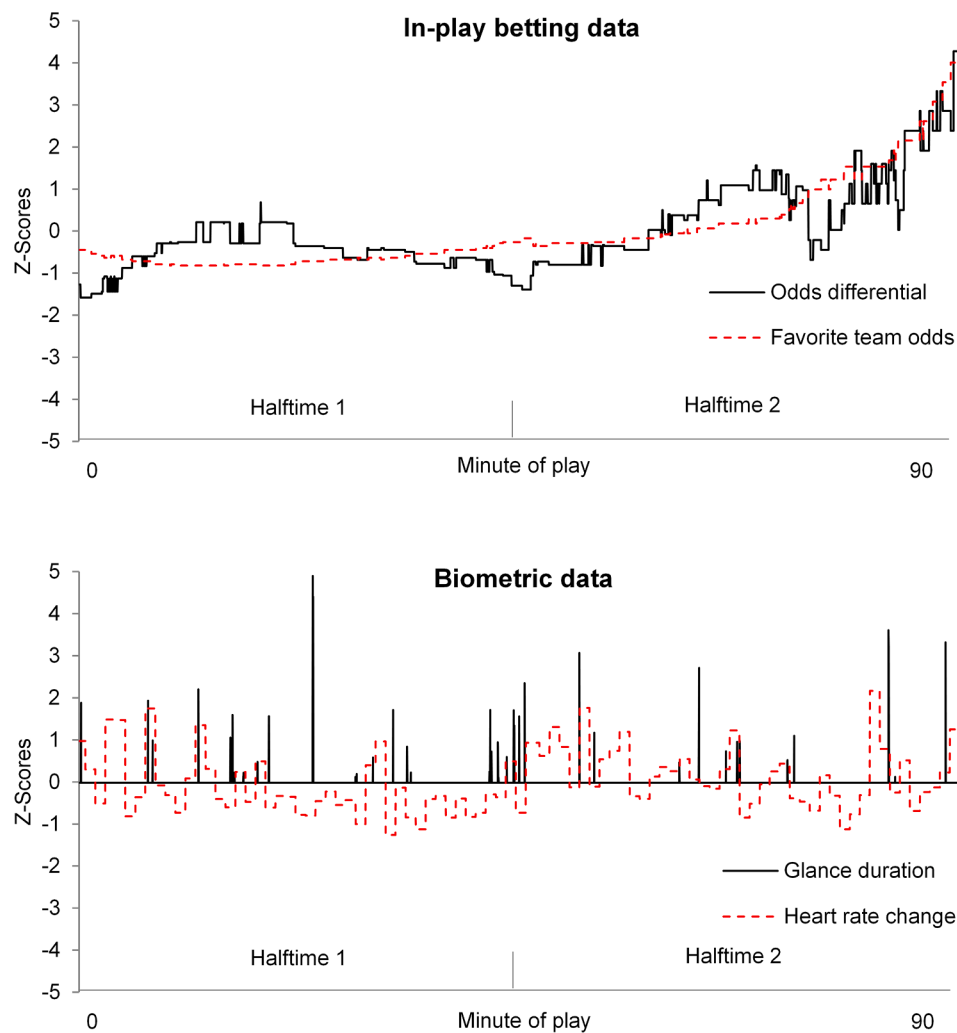 In-play betting data
5
4
3
2
1
0
-1
-2
-3
-4
-5
Z-Scores
Odds differential
Favorite team odds
Halftime 1
Halftime 2
0
Minute of play
90
Biometric data
5
4
3
2
1
0
-1
-2
-3
-4
-5
Z-Scores
Glance duration
Heart rate change
Halftime 1
Halftime 2
0
Minute of play
90